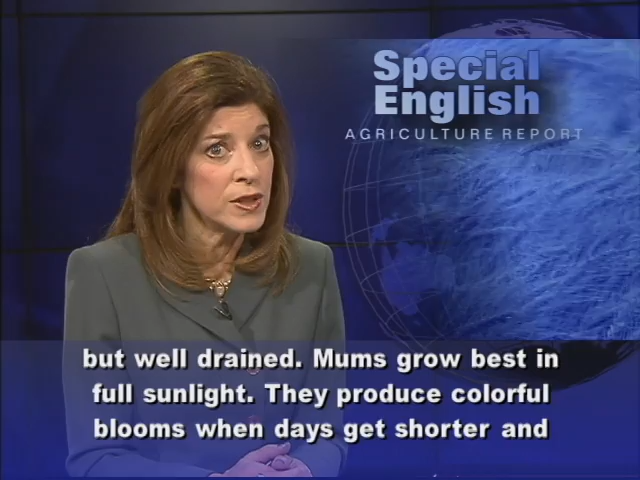 Special
English
AGRICULTURE REPORT
but well drained. Mums grow best in
full sunlight. They produce colorful
blooms when days get shorter and